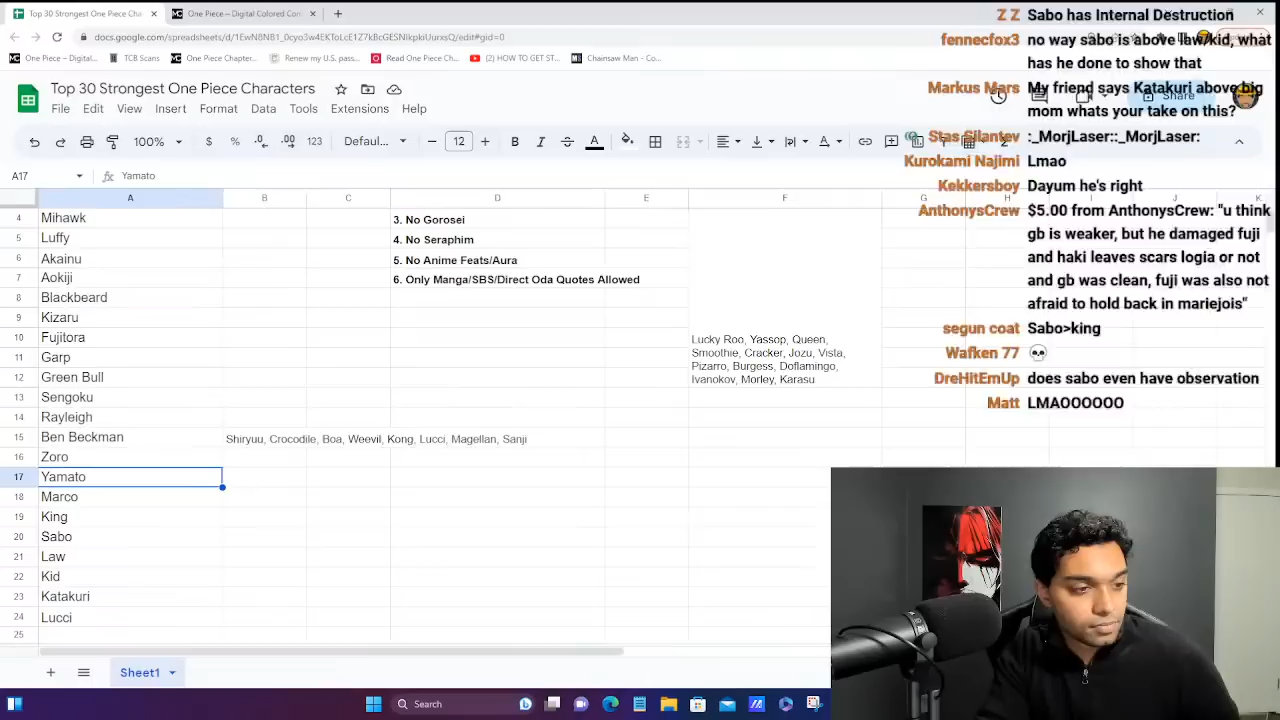 Top 30 Strongest One Piece Cha
One Piece – Digital Colored Con
docs.google.com/spreadsheets/d/1EwN8NB1_0cyo3w4EKToLcE1Z7kBcGESNlkpkiUurxsQ/edit#gid=0
One Piece – Digital...
TCB Scans
One Piece Chapter...
Renew my U.S. pass...
Read One Piece Ch...
(2) HOW TO GET ST...
Chainsaw Man - Co...
Top 30 Strongest One Piece Characters
File Edit View Insert Format Data Tools Extensions Help
Share
100% $ % .0 .00 123 Defaul... 12 B I A
A17 fx Yamato
A B C D E F G H I J K
4 Mihawk
3. No Gorosei
5 Luffy
4. No Seraphim
6 Akainu
5. No Anime Feats/Aura
7 Aokiji
6. Only Manga/SBS/Direct Oda Quotes Allowed
8 Blackbeard
9 Kizaru
10 Fujitora
11 Garp
12 Green Bull
Lucky Roo, Yassop, Queen,
Smoothie, Cracker, Jozu, Vista,
Pizarro, Burgess, Doflamingo,
Ivanokov, Morley, Karasu
13 Sengoku
14 Rayleigh
15 Ben Beckman
Shiryuu, Crocodile, Boa, Weevil, Kong, Lucci, Magellan, Sanji
16 Zoro
17 Yamato
18 Marco
19 King
20 Sabo
21 Law
22 Kid
23 Katakuri
24 Lucci
25
Sheet1
Search
Z Z Sabo has Internal Destruction
fennecfox3 no way sabo is above law/kid, what
has he done to show that
Markus Mars My friend says Katakuri above big
mom whats your take on this?
Stas Silantev :_MorjLaser::_MorjLaser:
Kurokami Najimi Lmao
Kekkersboy Dayum he's right
AnthonysCrew $5.00 from AnthonysCrew: "u think
gb is weaker, but he damaged fuji
and haki leaves scars logia or not
and gb was clean, fuji was also not
afraid to hold back in mariejois"
segun coat Sabo>king
Wafken 77
DreHitEmUp does sabo even have observation
Matt LMAOOOOOO